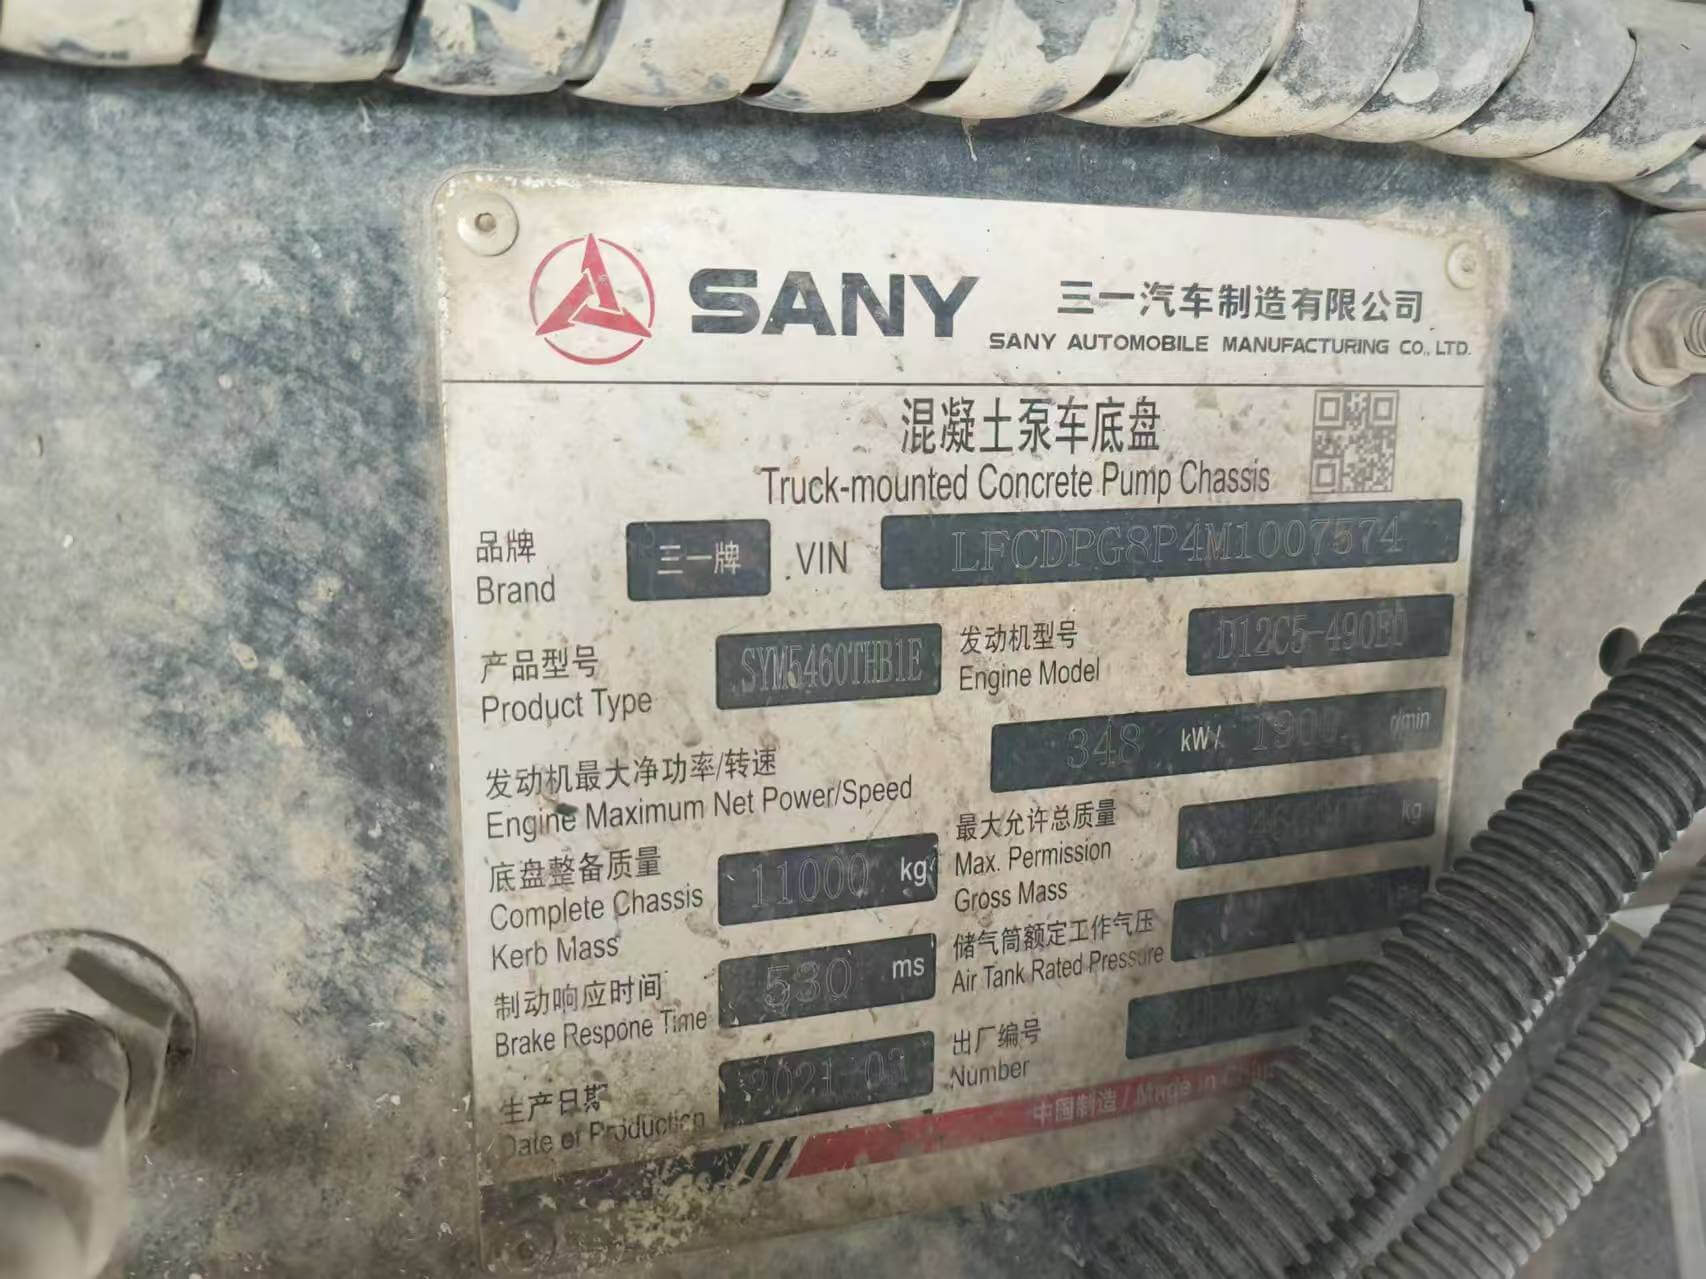 SANY
三一汽车制造有限公司
SANY AUTOMOBILE MANUFACTURING CO., LTD.
混凝土泵车底盘
Truck-mounted Concrete Pump Chassis
品牌
Brand
三一牌
VIN
LFCDPG8P4M1007574
产品型号
Product Type
SYM5460THB1E
发动机型号
Engine Model
D12C5-490E0
发动机最大净功率/转速
Engine Maximum Net Power/Speed
348 kW/ 1900 r/min
底盘整备质量
Complete Chassis
Kerb Mass
11000 kg
最大允许总质量
Max. Permission
Gross Mass
kg
制动响应时间
Brake Respone Time
530 ms
储气筒额定工作气压
Air Tank Rated Pressure
生产日期
Date of Production
2021-03
出厂编号
Number
中国制造 / Made in